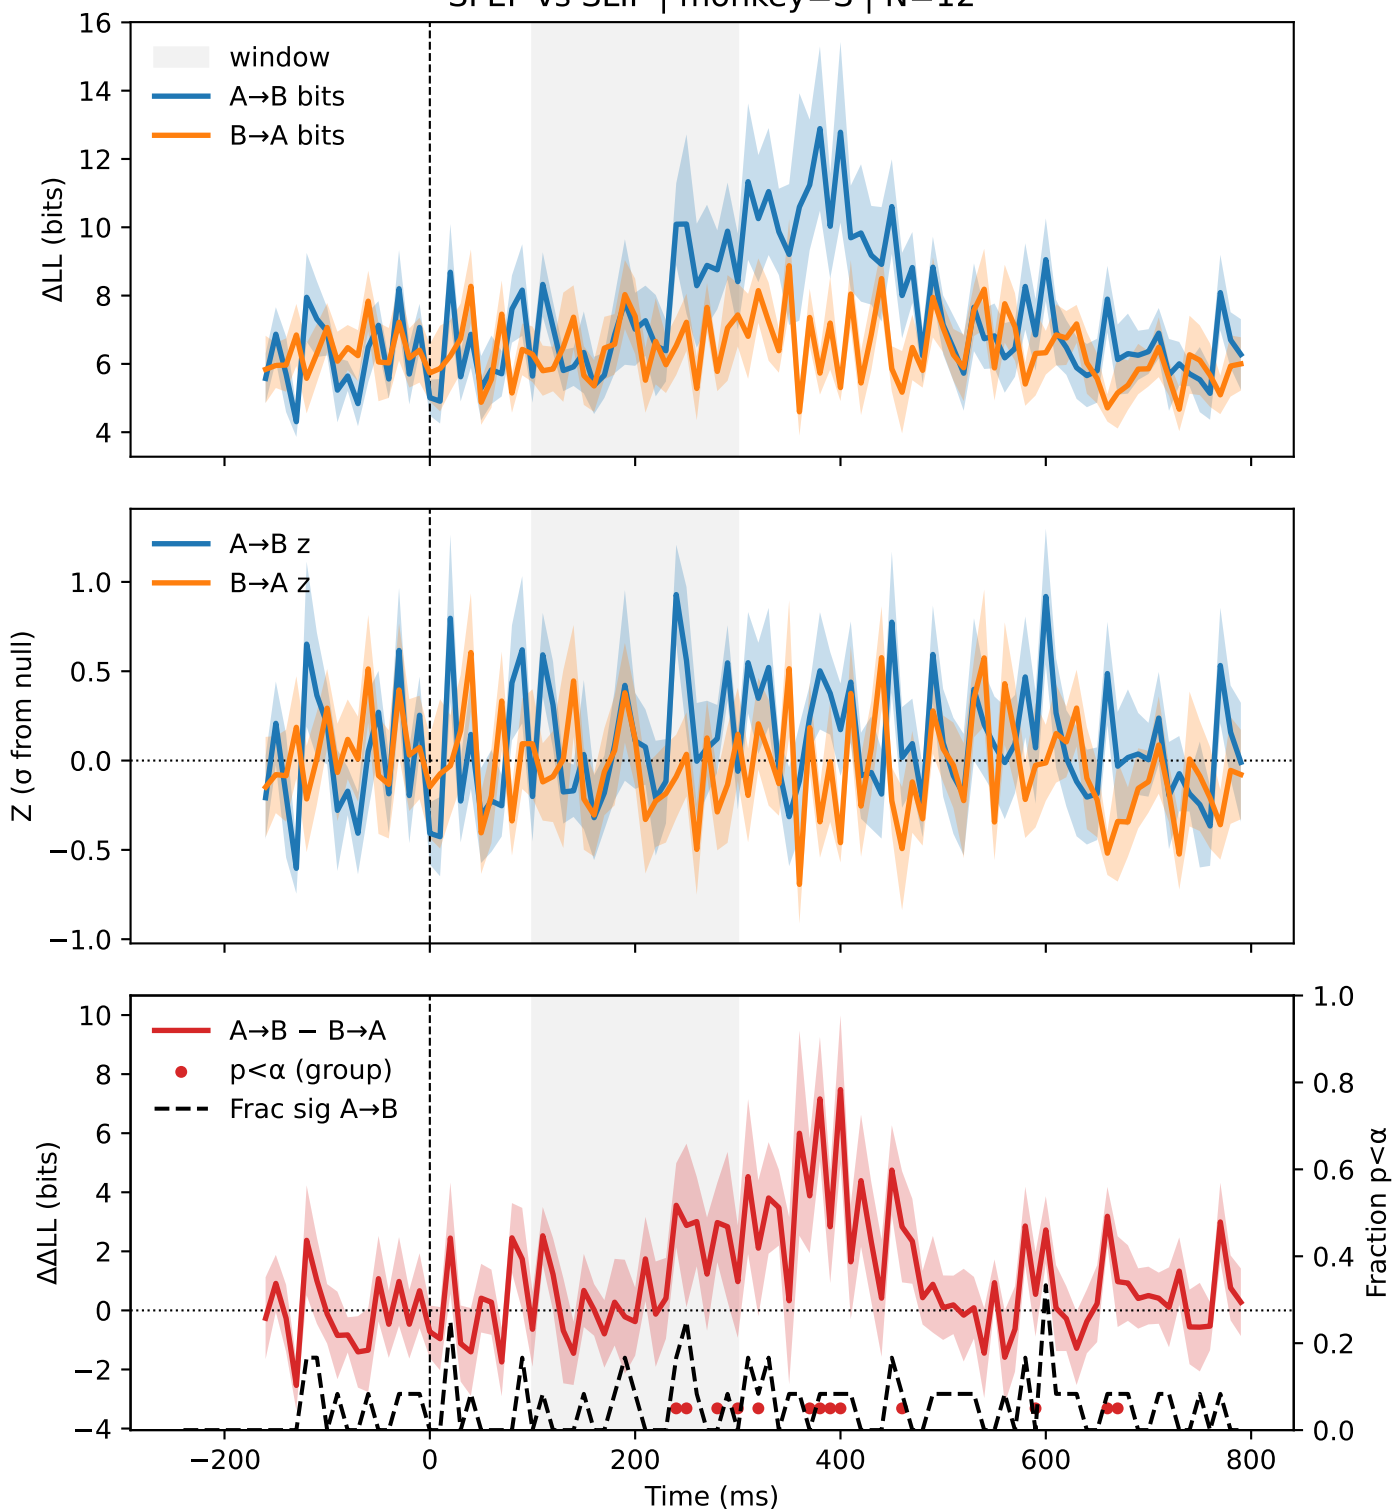 monkey=S | N=12
16
14
12
10
8
6
4
ΔLL (bits)
window
A→B bits
B→A bits
1.0
0.5
0.0
−0.5
−1.0
Z (σ from null)
A→B z
B→A z
10
8
6
4
2
0
−2
−4
ΔΔLL (bits)
A→B − B→A
p<α (group)
Frac sig A→B
1.0
0.8
0.6
0.4
0.2
0.0
Fraction p<α
−200
0
200
400
600
800
Time (ms)